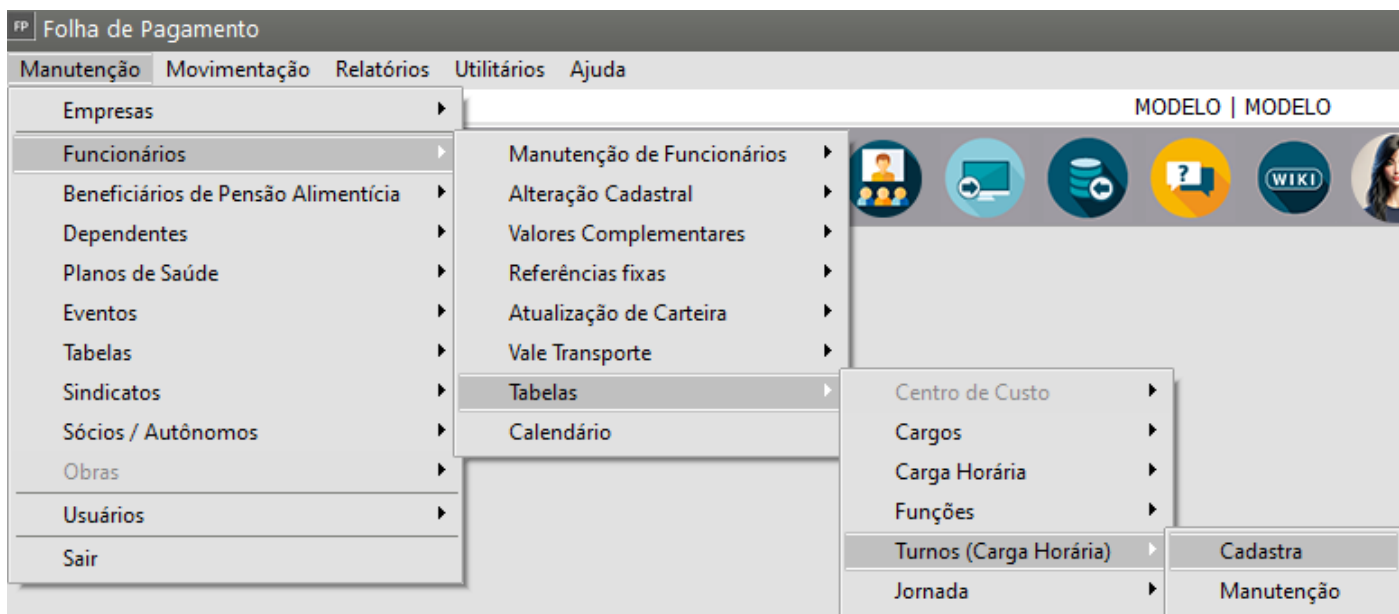 FP Folha de Pagamento
Manutenção Movimentação Relatórios Utilitários Ajuda
MODELO | MODELO
Empresas
Funcionários
Beneficiários de Pensão Alimentícia
Dependentes
Planos de Saúde
Eventos
Tabelas
Sindicatos
Sócios / Autônomos
Obras
Usuários
Sair
Manutenção de Funcionários
Alteração Cadastral
Valores Complementares
Referências fixas
Atualização de Carteira
Vale Transporte
Tabelas
Calendário
?
WIKI
Centro de Custo
Cargos
Carga Horária
Funções
Turnos (Carga Horária)
Jornada
Cadastra
Manutenção